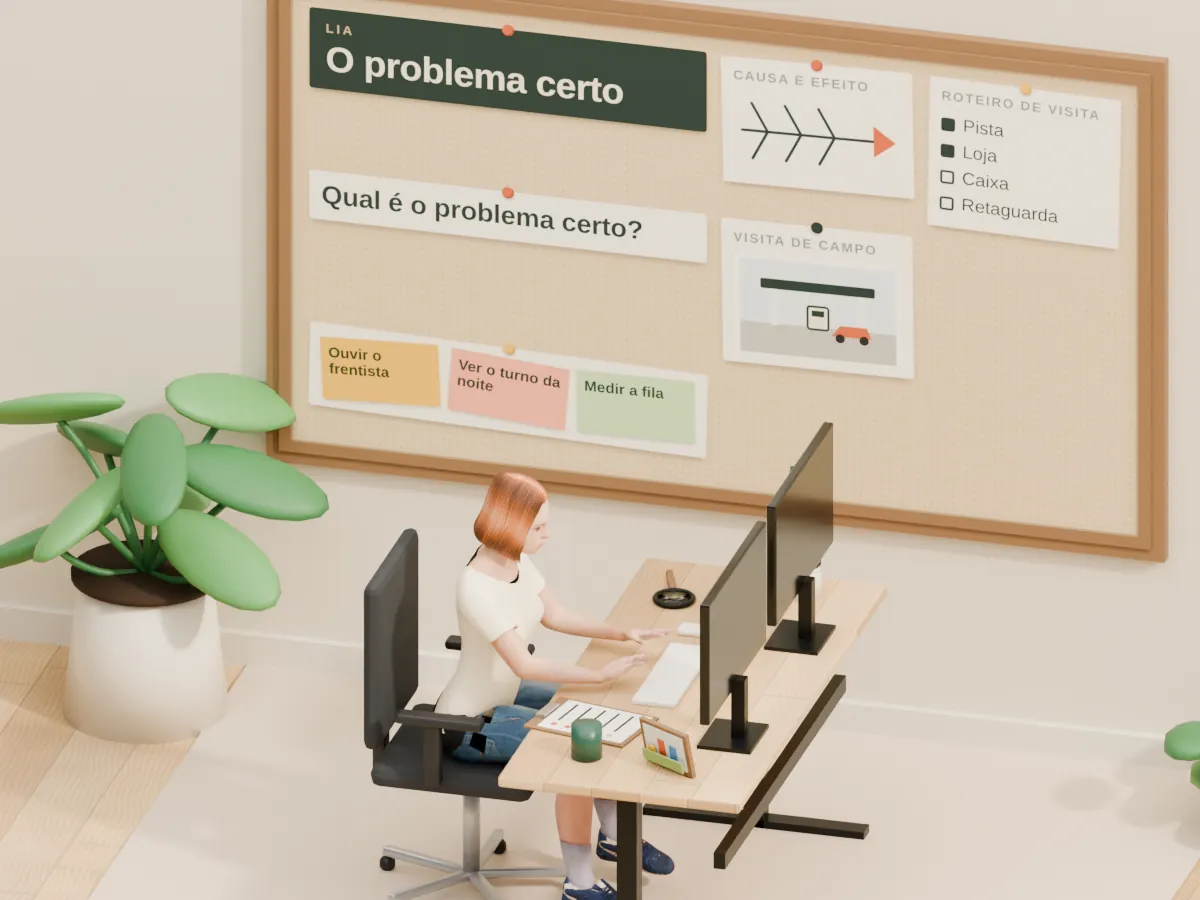 LIA
O problema certo
Qual é o problema certo?
Ouvir o
frentista
Ver o turno da
noite
Medir a fila
CAUSA E EFEITO
VISITA DE CAMPO
ROTEIRO DE VISITA
Pista
Loja
Caixa
Retaguarda